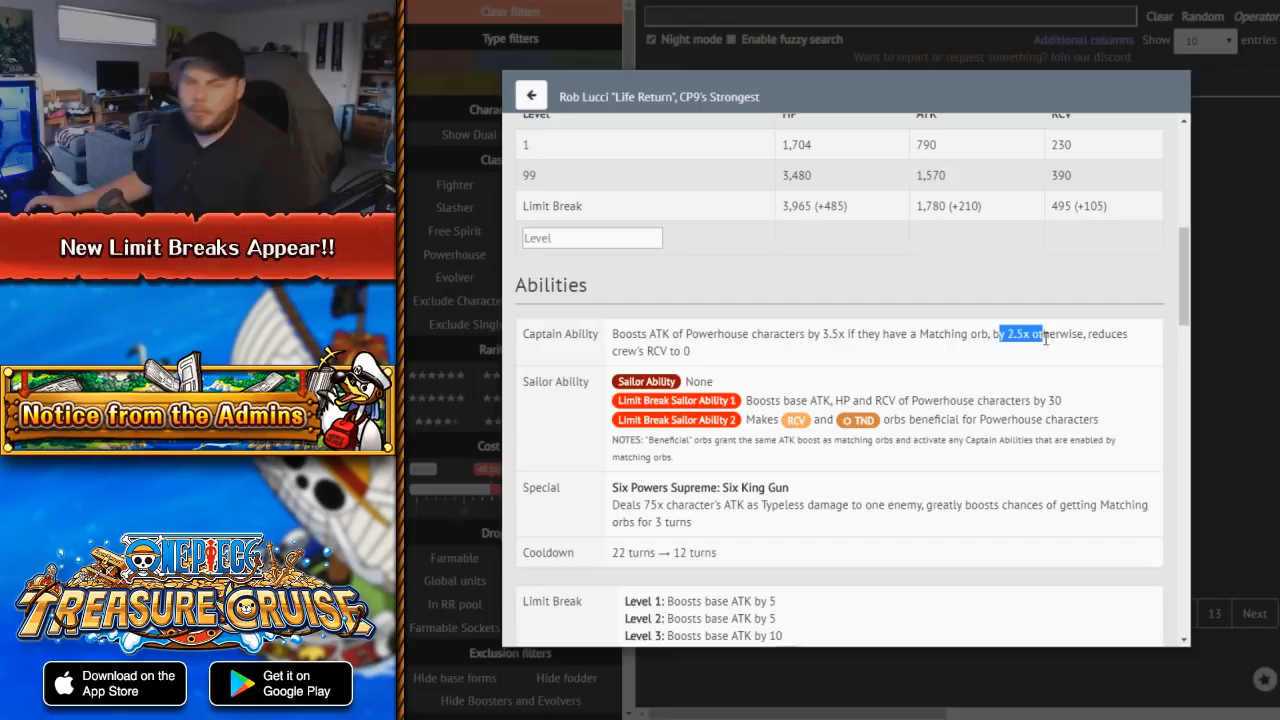 New Limit Breaks Appear!!
Notice from the Admins
ONE PIECE
TREASURE CRUISE
Download on the
App Store
Get it on
Google Play
Clear filters
Type filters
Show Dual
Fighter
Slasher
Free Spirit
Powerhouse
Evolver
Exclude
Exclude
Cost
Farmable
Global units
In RR pool
Farmable Sockets
Exclusion filters
Hide base forms Hide fodder
Hide Boosters and Evolvers
Clear Random Operator
Night mode Enable fuzzy search Additional columns Show 10 entries
Want to report or request something? Join our discord.
Rob Lucci "Life Return", CP9's Strongest
Level HP ATK RCV
1 1,704 790 230
99 3,480 1,570 390
Limit Break 3,965 (+485) 1,780 (+210) 495 (+105)
Level
Abilities
Captain Ability Boosts ATK of Powerhouse characters by 3.5x if they have a Matching orb, by 2.5x otherwise, reduces
crew's RCV to 0
Sailor Ability Sailor Ability None
Limit Break Sailor Ability 1 Boosts base ATK, HP and RCV of Powerhouse characters by 30
Limit Break Sailor Ability 2 Makes RCV and TND orbs beneficial for Powerhouse characters
NOTES: "Beneficial" orbs grant the same ATK boost as matching orbs and activate any Captain Abilities that are enabled by
matching orbs.
Special Six Powers Supreme: Six King Gun
Deals 75x character's ATK as Typeless damage to one enemy, greatly boosts chances of getting Matching
orbs for 3 turns
Cooldown 22 turns → 12 turns
Limit Break Level 1: Boosts base ATK by 5
Level 2: Boosts base ATK by 5
Level 3: Boosts base ATK by 10
13 Next